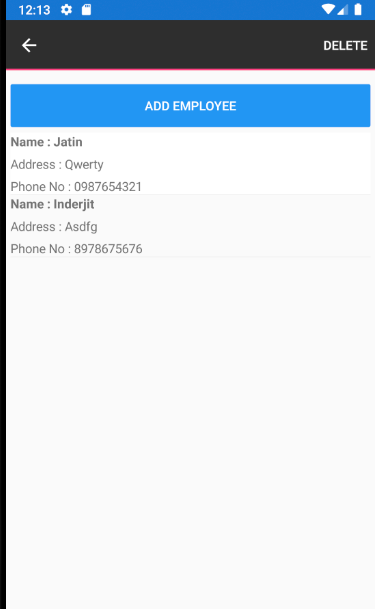 12:13
DELETE
ADD EMPLOYEE
Name : Jatin
Address : Qwerty
Phone No : 0987654321
Name : Inderjit
Address : Asdfg
Phone No : 8978675676